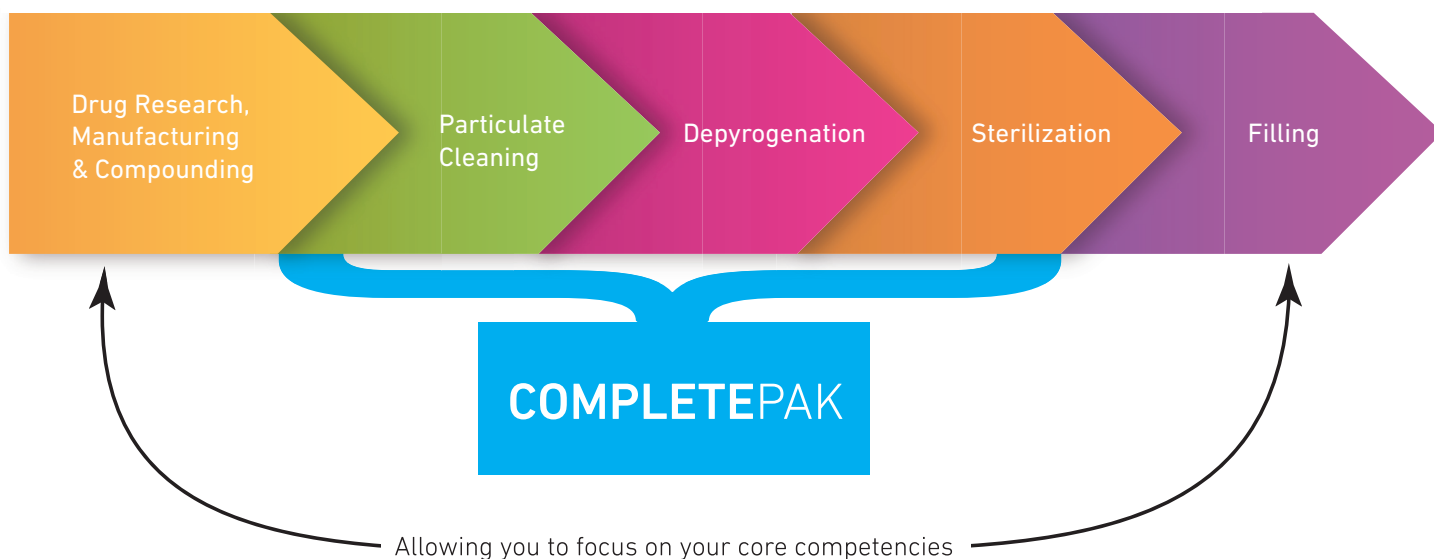 Drug Research,
Manufacturing
& Compounding
Particulate
Cleaning
Depyrogenation
Sterilization
Filling
COMPLETEPAK
Allowing you to focus on your core competencies